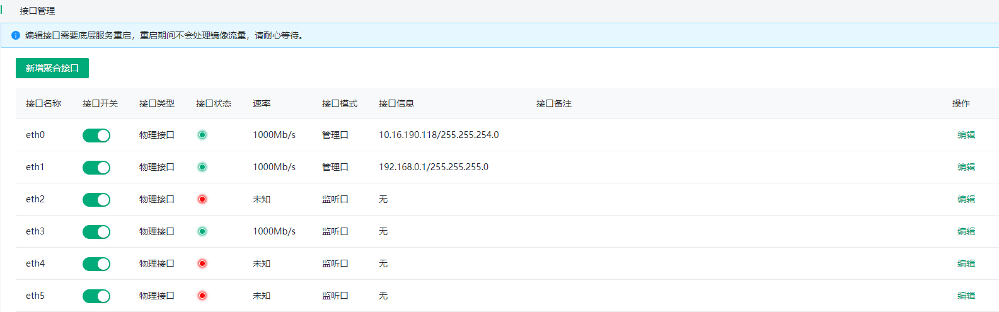 接口管理
编辑接口需要底层服务重启，重启期间不会处理镜像流量，请耐心等待。
新增聚合接口
接口名称 接口开关 接口类型 接口状态 速率 接口模式 接口信息 接口备注 操作
eth0 物理接口 1000Mb/s 管理口 10.16.190.118/255.255.254.0 编辑
eth1 物理接口 1000Mb/s 管理口 192.168.0.1/255.255.255.0 编辑
eth2 物理接口 未知 监听口 无 编辑
eth3 物理接口 1000Mb/s 监听口 无 编辑
eth4 物理接口 未知 监听口 无 编辑
eth5 物理接口 未知 监听口 无 编辑